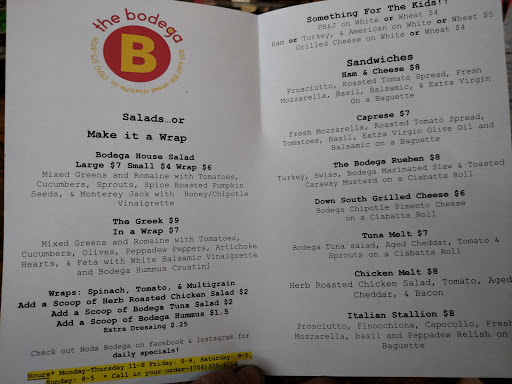 the bodega
B
Salads…or
Make it a Wrap
Bodega House Salad
Large $7 Small $4 Wrap $6
Mixed Greens and Romaine with Tomatoes,
Cucumbers, Sprouts, Spice Roasted Pumpkin
Seeds, & Monterey Jack with Honey/Chipotle
Vinaigrette
The Greek $9
In a Wrap $7
Mixed Greens and Romaine with Tomatoes,
Cucumbers, Olives, Peppadew Peppers, Artichoke
Hearts, & Feta with White Balsamic Vinaigrette
and Bodega Hummus Crustini
Wraps: Spinach, Tomato, & Multigrain
Add a Scoop of Herb Roasted Chicken Salad $2
Add a Scoop of Bodega Tuna Salad $2
Add a Scoop of Bodega Hummus $1.5
Extra Dressing $.25
Check out Noda Bodega on Facebook & Instagram for
daily specials!
Hours* Monday-Thursday 11-8 Friday: 8-8, Saturday: 8-5,
Sunday: 8-5 * Call in your order-(704)
Something For The Kids!!
PB&J on White or Wheat $4
Ham or Turkey, & American on White or Wheat $5
Grilled Cheese on White or Wheat $4
Sandwiches
Ham & Cheese $8
Prosciutto, Roasted Tomato Spread, Fresh
Mozzarella, Basil, Balsamic, & Extra Virgin
On a Baguette
Caprese $7
Fresh Mozzarella, Roasted Tomato Spread,
Tomatoes, Basil, Extra Virgin Olive Oil and
Balsamic on a Baguette
The Bodega Rueben $8
Turkey, Swiss, Bodega Marinated Slaw & Toasted
Caraway Mustard on a Ciabatta Roll
Down South Grilled Cheese $6
Bodega Chipotle Pimento Cheese
on a Ciabatta Roll
Tuna Melt $7
Bodega Tuna salad, Aged Cheddar, Tomato &
Sprouts on a Ciabatta Roll
Chicken Melt $8
Herb Roasted Chicken Salad, Tomato, Aged
Cheddar, & Bacon
Italian Stallion $8
Prosciutto, Finocchiona, Capocollo, Fresh
Mozzarella, basil and Peppadew Relish on a
Baguette